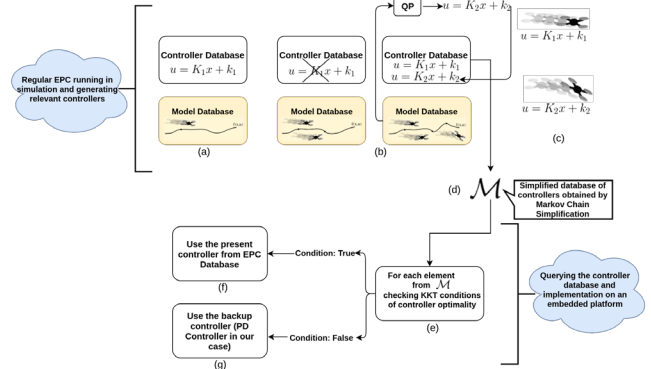 QP
u = K₂x + k₂
Controller Database
u = K₁x + k₁
Controller Database
u = K₁x + k₁
Controller Database
u = K₁x + k₁
u = K₂x + k₂
u = K₁x + k₁
Regular EPC running in
simulation and generating
relevant controllers
Model Database
Model Database
Model Database
u = K₂x + k₂
(a)
(b)
(c)
(d)
M
Simplified database of
controllers obtained by
Markov Chain
Simplification
Use the present
controller from EPC
Database
Condition: True
(f)
For each element
from M
checking KKT conditions
of controller optimality
(e)
Use the backup
controller (PD
Controller in our
case)
Condition: False
(g)
Querying the controller
database and
implementation on an
embedded platform